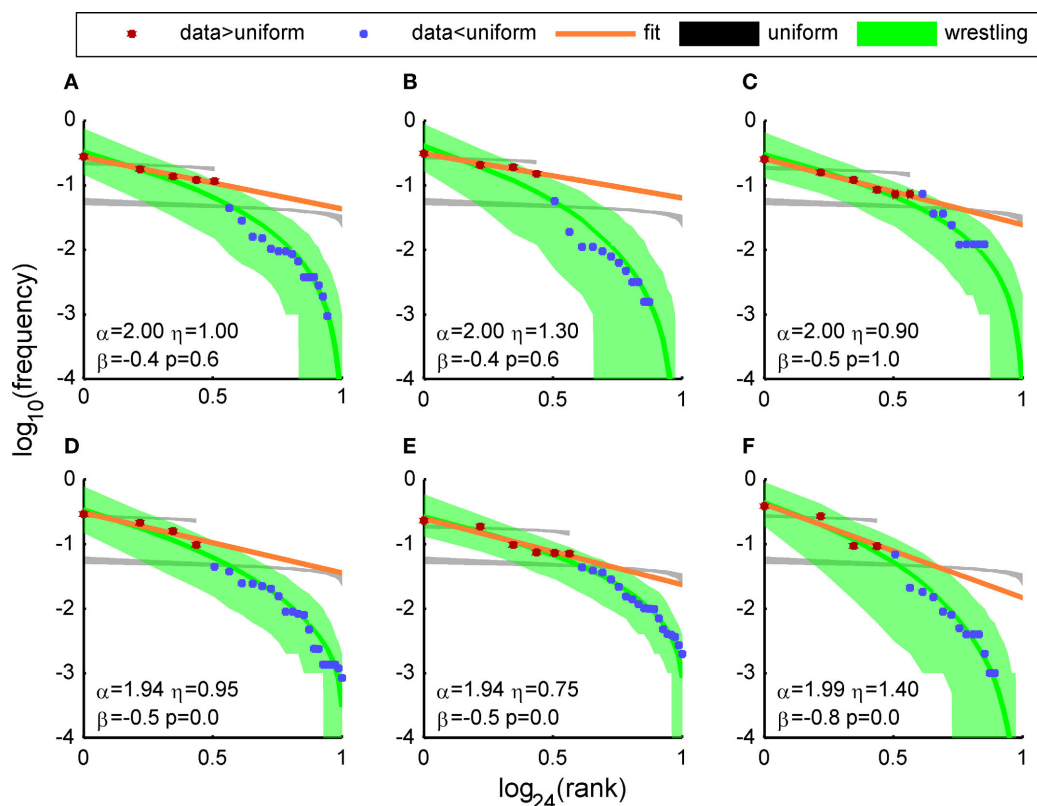 data>uniform data<uniform fit uniform wrestling
A B C
0 0 0
-1 -1 -1
-2 -2 -2
-3 -3 -3
α=2.00 η=1.00 α=2.00 η=1.30 α=2.00 η=0.90
β=-0.4 p=0.6 β=-0.4 p=0.6 β=-0.5 p=1.0
-4 -4 -4
0 0.5 1 0 0.5 1 0 0.5 1
log10(frequency)
D E F
0 0 0
-1 -1 -1
-2 -2 -2
-3 -3 -3
α=1.94 η=0.95 α=1.94 η=0.75 α=1.99 η=1.40
β=-0.5 p=0.0 β=-0.5 p=0.0 β=-0.8 p=0.0
-4 -4 -4
0 0.5 1 0 0.5 1 0 0.5 1
log24(rank)